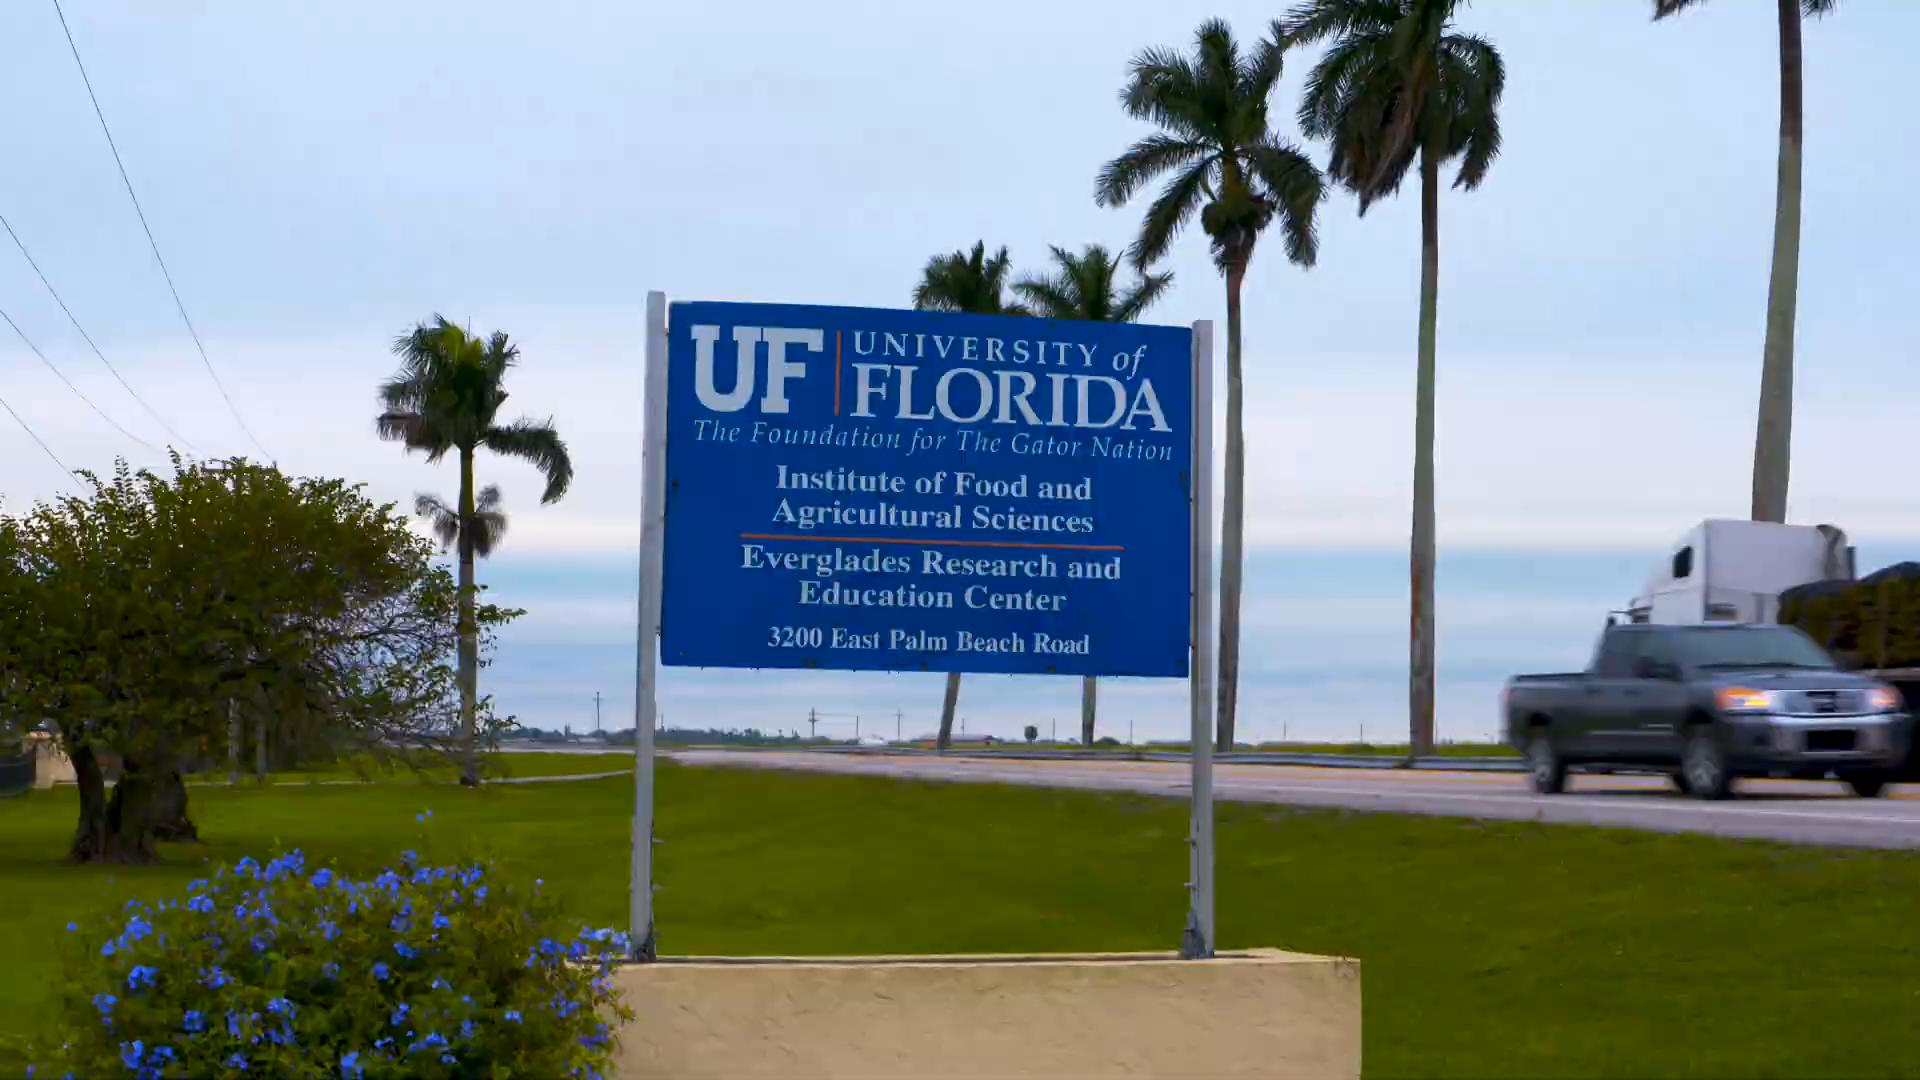 UF UNIVERSITY of
FLORIDA
The Foundation for The Gator Nation
Institute of Food and
Agricultural Sciences
Everglades Research and
Education Center
3200 East Palm Beach Road